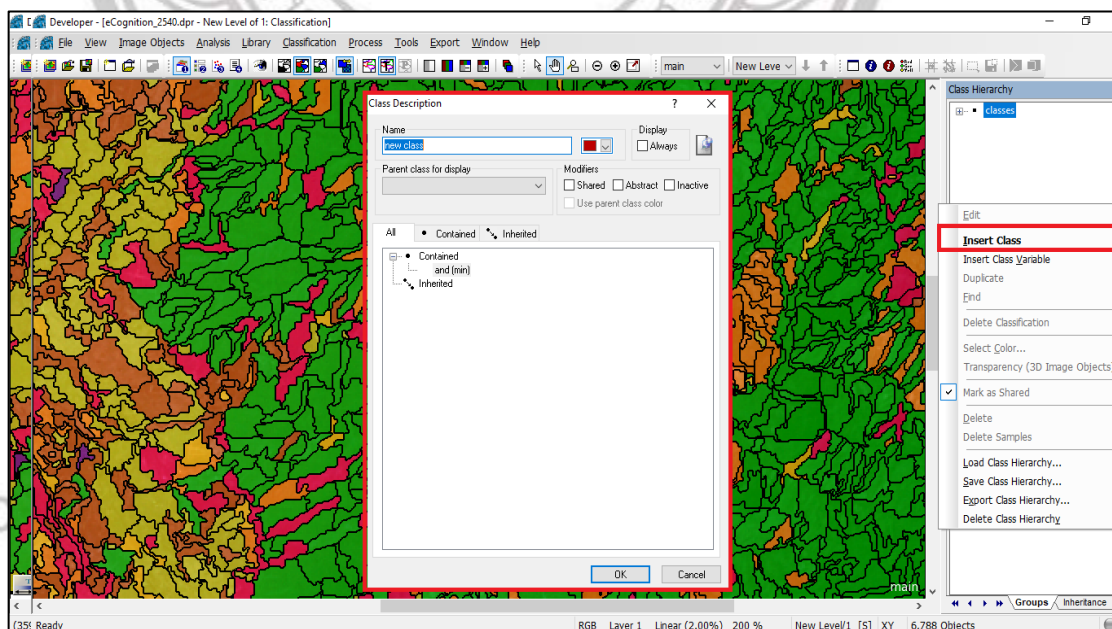 Developer - [eCognition_2540.dpr - New Level of 1: Classification]
File View Image Objects Analysis Library Classification Process Tools Export Window Help
main New Leve
Class Description ? X
Name
new class
Display
Always
Parent class for display
Modifiers
Shared Abstract Inactive
Use parent class color
All Contained Inherited
Contained
and (min)
Inherited
OK Cancel
main
Class Hierarchy
classes
Edit
Insert Class
Insert Class Variable
Duplicate
Find
Delete Classification
Select Color...
Transparency (3D Image Objects)
Mark as Shared
Delete
Delete Samples
Load Class Hierarchy...
Save Class Hierarchy...
Export Class Hierarchy...
Delete Class Hierarchy
Groups Inheritance
Ready RGB Layer 1 Linear (2.00%) 200 % New Level/1 [S] XY 6,788 Objects